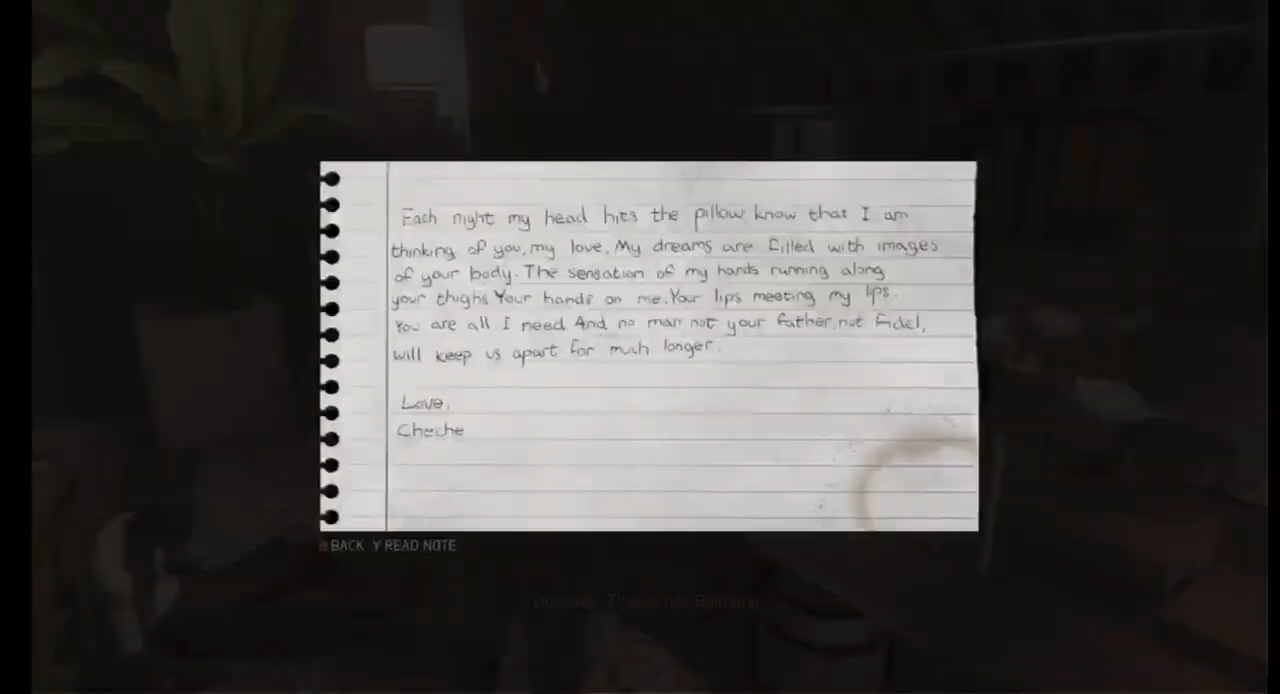 Each night my head hits the pillow know that I am
thinking of you, my love. My dreams are filled with images
of your body. The sensation of my hands running along
your thighs Your hands on me. Your lips meeting my lips.
You are all I need And no man not your father, not Fidel,
will keep us apart for much longer.
Love,
Cheche
BACK Y READ NOTE